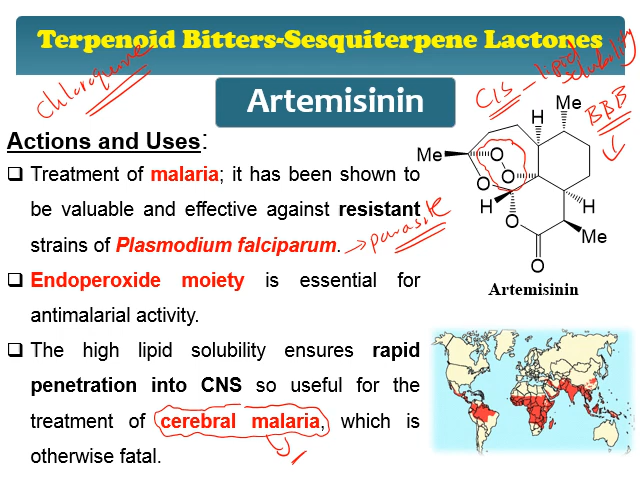 Terpenoid Bitters-Sesquiterpene Lactones
Chloroquine
Artemisinin
CIS - lipid solubility
BBB
Actions and Uses:
❑ Treatment of malaria; it has been shown to
be valuable and effective against resistant
strains of Plasmodium falciparum. → parasite
❑ Endoperoxide moiety is essential for
antimalarial activity.
❑ The high lipid solubility ensures rapid
penetration into CNS so useful for the
treatment of cerebral malaria, which is
otherwise fatal.
Me
H
Me
O
O
O
H
H
O
Me
O
Artemisinin